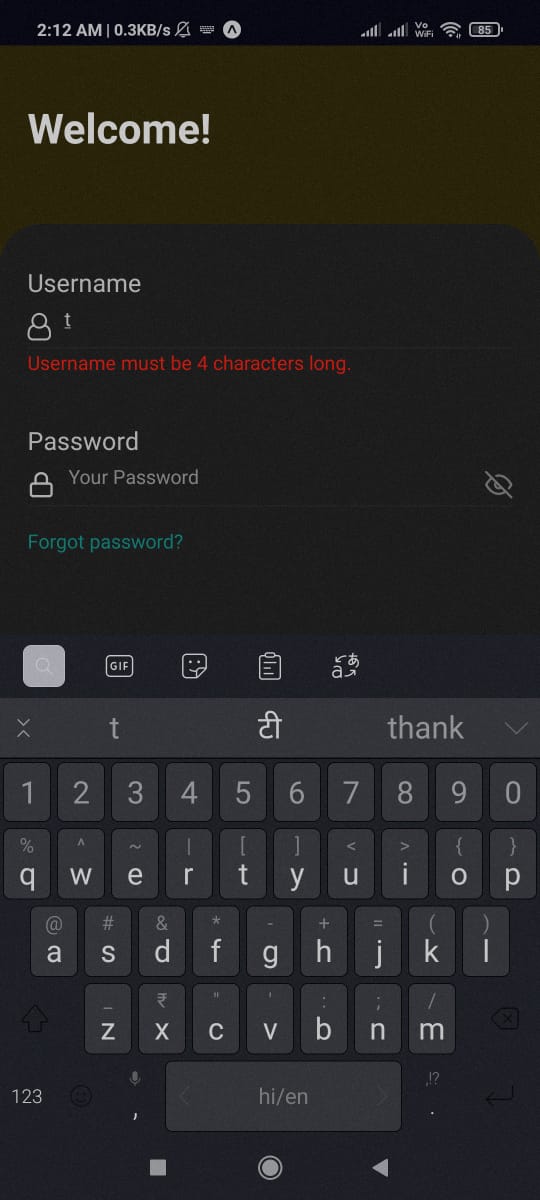 2:12 AM | 0.3KB/s Vo WiFi 85
Welcome!
Username
t
Username must be 4 characters long.
Password
Your Password
Forgot password?
GIF
t टी thank
1 2 3 4 5 6 7 8 9 0
% ^ ~ | [ ] < > { }
q w e r t y u i o p
@ # & * - + = ( )
a s d f g h j k l
_ ₹ " ' : ; /
z x c v b n m
,!?
123 , hi/en .